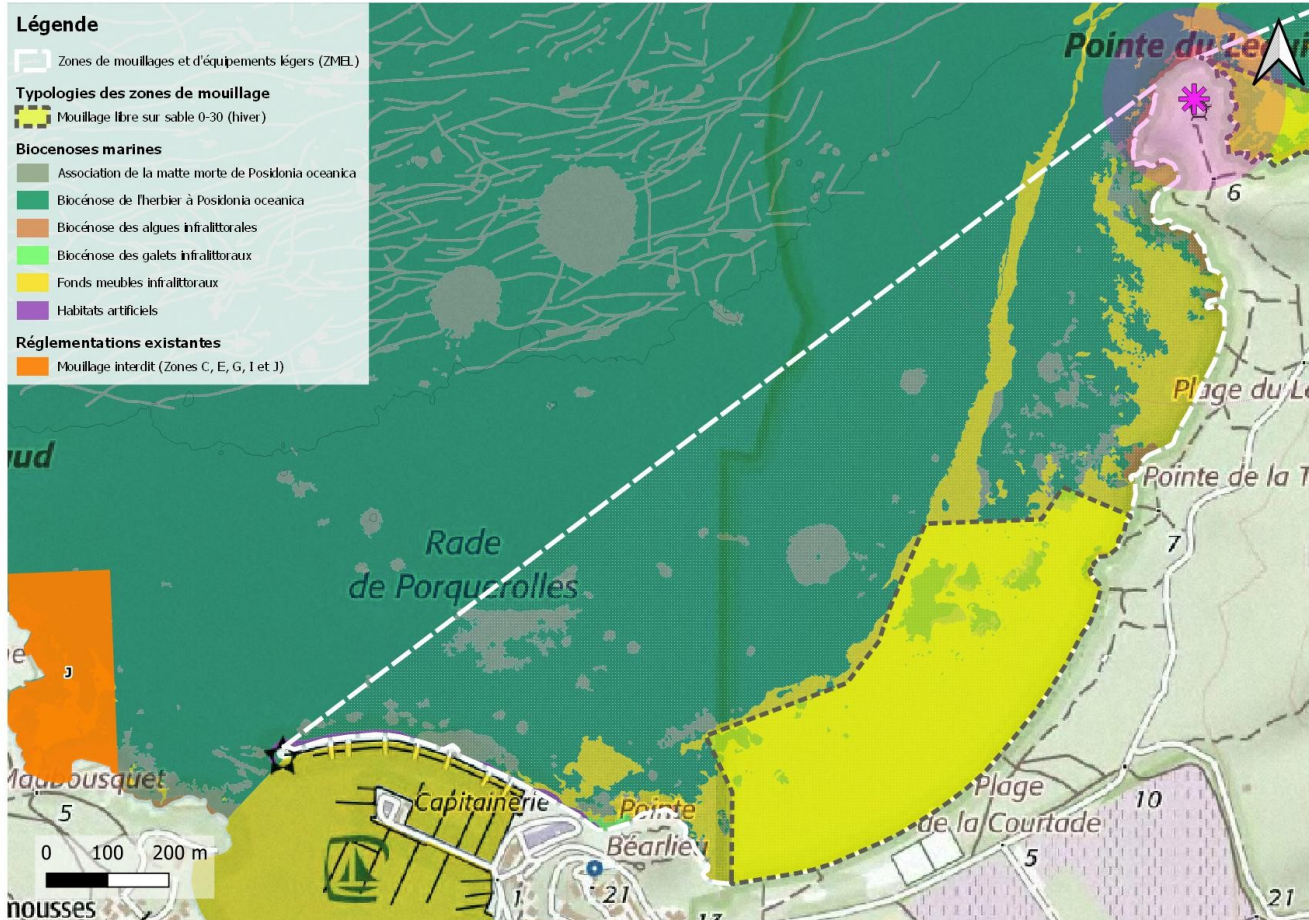 Légende
Zones de mouillages et d'équipements légers (ZMEL)
Typologies des zones de mouillage
Mouillage libre sur sable 0-30 (hiver)
Biocenoses marines
Association de la matte morte de Posidonia oceanica
Biocénose de l'herbier à Posidonia oceanica
Biocénose des algues infralittorales
Biocénose des galets infralittoraux
Fonds meubles infralittoraux
Habitats artificiels
Réglementations existantes
Mouillage interdit (Zones C, E, G, I et J)
Pointe du
6
Plage du
Pointe de la T
7
aud
Rade
de Porquerolles
J
Maubousquet
5
Capitainerie
Pointe
Béarlieu
Plage
de la Courtade
10
5
0 100 200 m
1
21
13
21
mousses